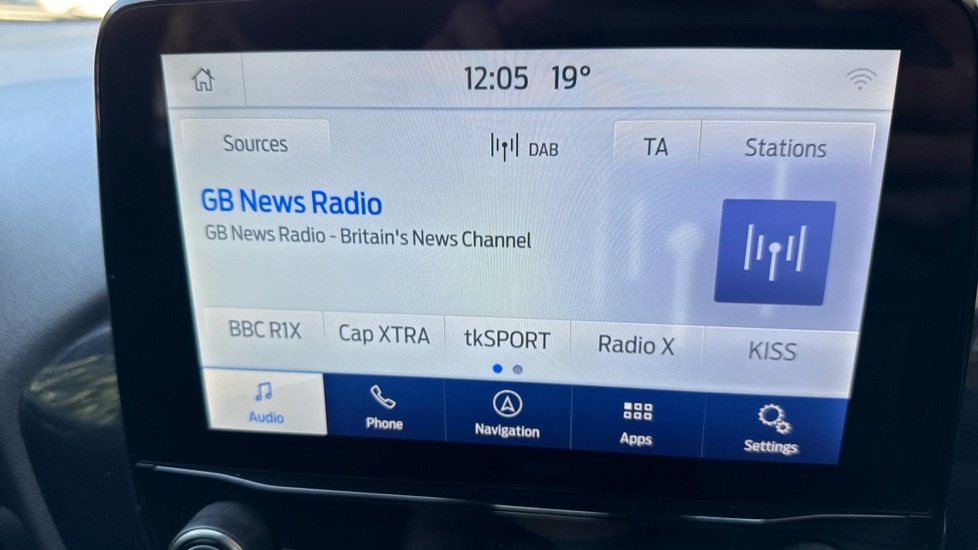 12:05 19°
Sources
DAB
TA
Stations
GB News Radio
GB News Radio - Britain's News Channel
BBC R1X
Cap XTRA
tkSPORT
Radio X
KISS
Audio
Phone
Navigation
Apps
Settings